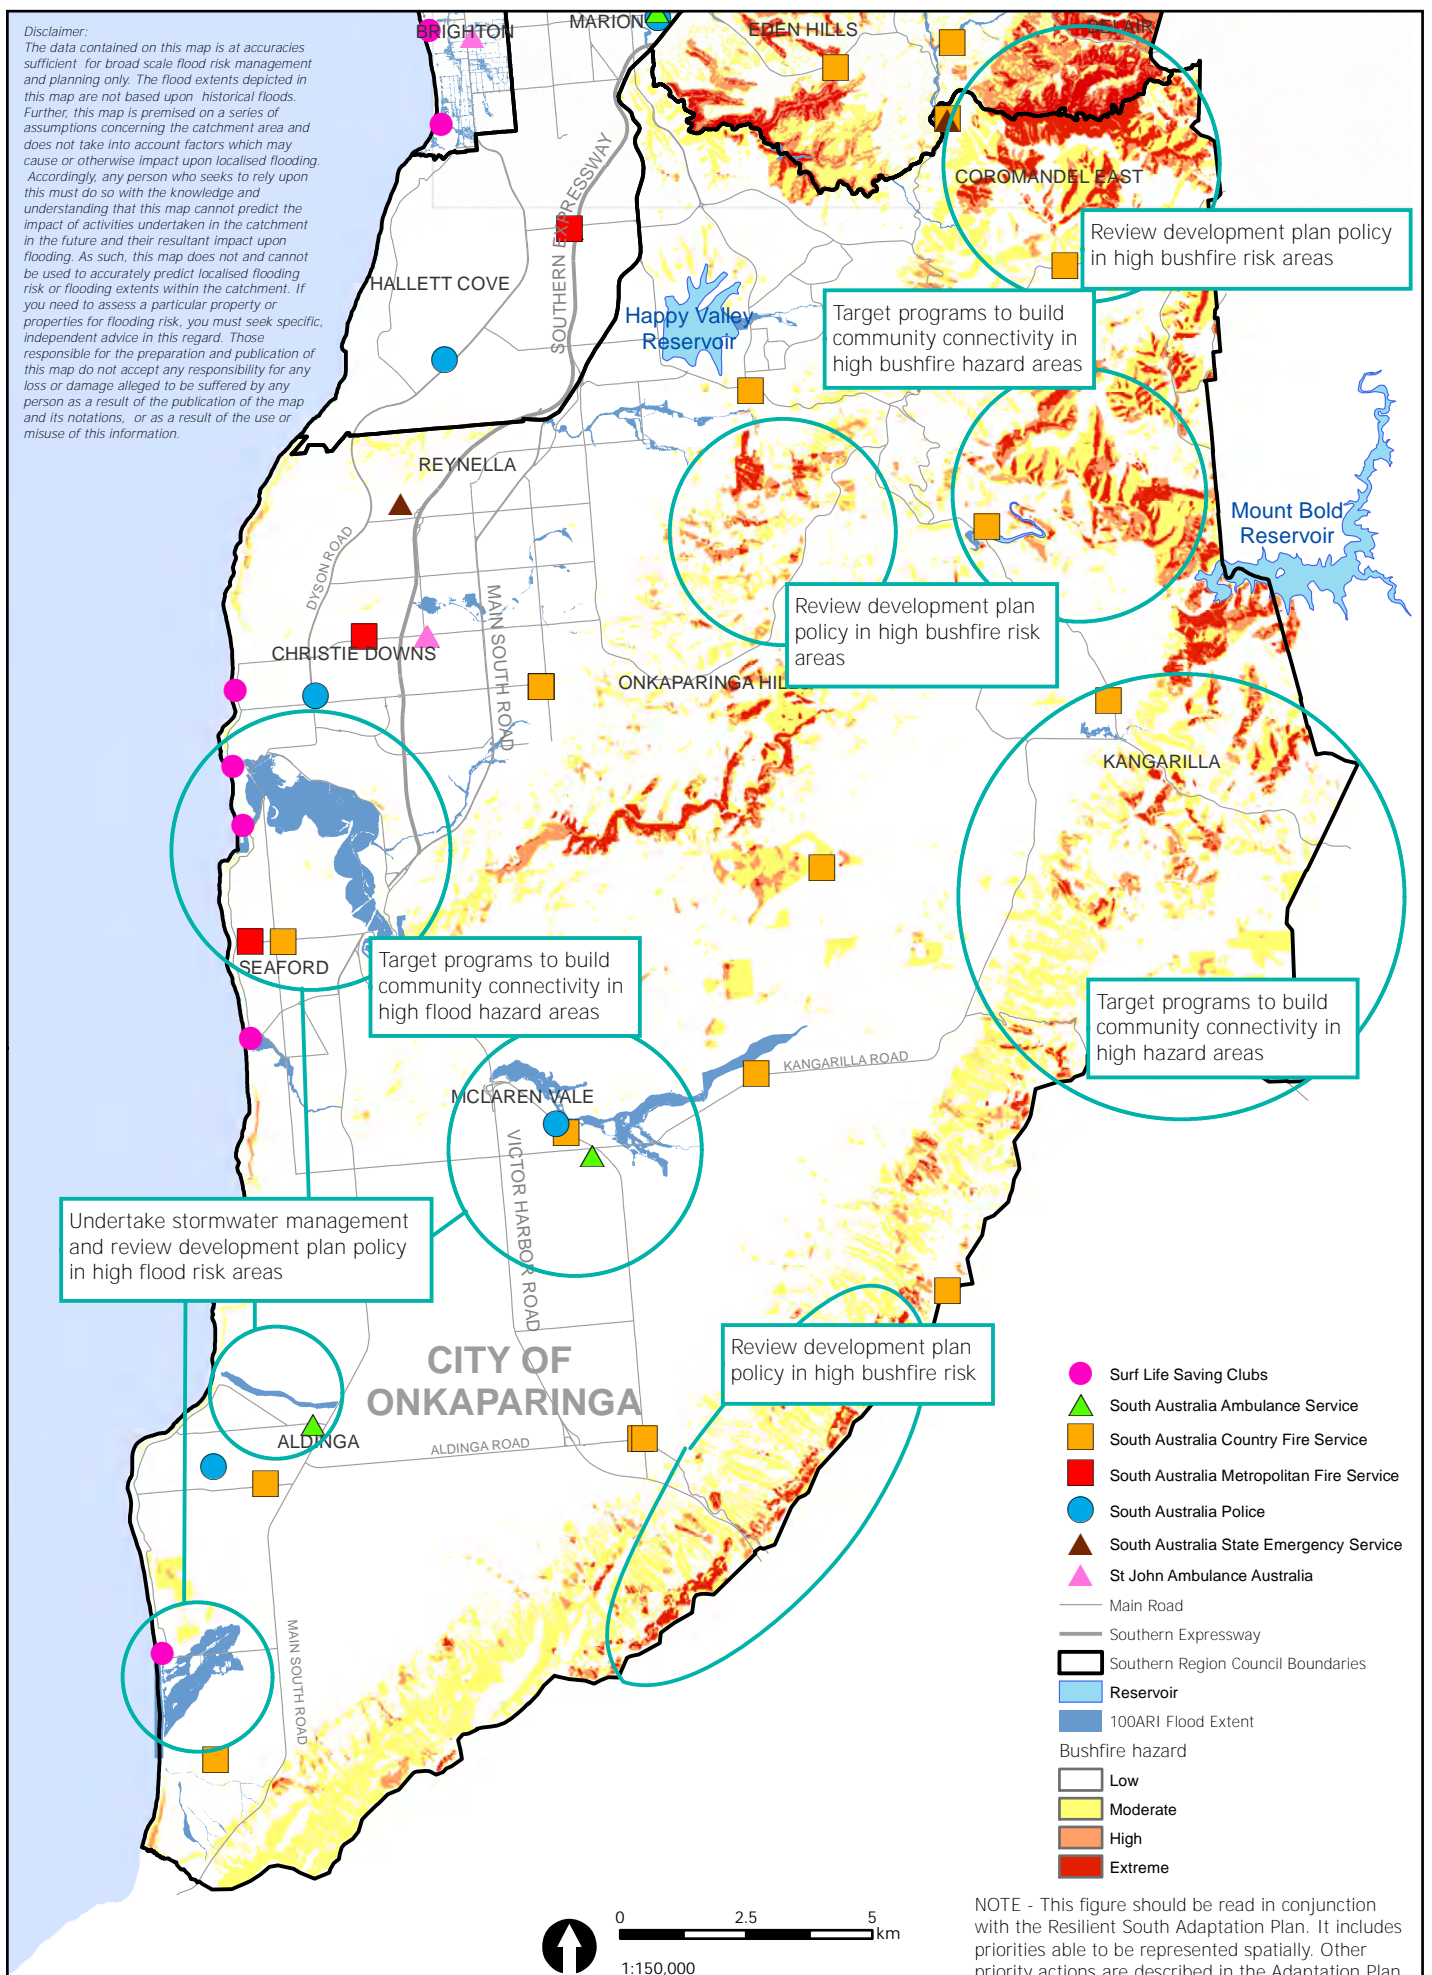 Disclaimer:
The data contained on this map is at accuracies
sufficient for broad scale flood risk management
and planning only. The flood extents depicted in
this map are not based upon historical floods.
Further, this map is premised on a series of
assumptions concerning the catchment area and
does not take into account factors which may
cause or otherwise impact upon localised flooding.
Accordingly, any person who seeks to rely upon
this must do so with the knowledge and
understanding that this map cannot predict the
impact of activities undertaken in the catchment
in the future and their resultant impact upon
flooding. As such, this map does not and cannot
be used to accurately predict localised flooding
risk or flooding extents within the catchment. If
you need to assess a particular property or
properties for flooding risk, you must seek specific,
independent advice in this regard. Those
responsible for the preparation and publication of
this map do not accept any responsibility for any
loss or damage alleged to be suffered by any
person as a result of the publication of the map
and its notations, or as a result of the use or
misuse of this information.
BRIGHTON
MARION
EDEN HILLS
BELAIR
COROMANDEL EAST
SOUTHERN EXPRESSWAY
HALLETT COVE
Happy Valley
Reservoir
Review development plan policy
in high bushfire risk areas
Target programs to build
community connectivity in
high bushfire hazard areas
REYNELLA
DYSON ROAD
MAIN SOUTH ROAD
Mount Bold
Reservoir
CHRISTIE DOWNS
Review development plan
policy in high bushfire risk
areas
ONKAPARINGA HILLS
KANGARILLA
SEAFORD
Target programs to build
community connectivity in
high flood hazard areas
Target programs to build
community connectivity in
high hazard areas
KANGARILLA ROAD
MCLAREN VALE
VICTOR HARBOR ROAD
Undertake stormwater management
and review development plan policy
in high flood risk areas
Review development plan
policy in high bushfire risk
CITY OF
ONKAPARINGA
ALDINGA
ALDINGA ROAD
MAIN SOUTH ROAD
Surf Life Saving Clubs
South Australia Ambulance Service
South Australia Country Fire Service
South Australia Metropolitan Fire Service
South Australia Police
South Australia State Emergency Service
St John Ambulance Australia
Main Road
Southern Expressway
Southern Region Council Boundaries
Reservoir
100ARI Flood Extent
Bushfire hazard
Low
Moderate
High
Extreme
0 2.5 5
km
1:150,000
NOTE - This figure should be read in conjunction
with the Resilient South Adaptation Plan. It includes
priorities able to be represented spatially. Other
priority actions are described in the Adaptation Plan